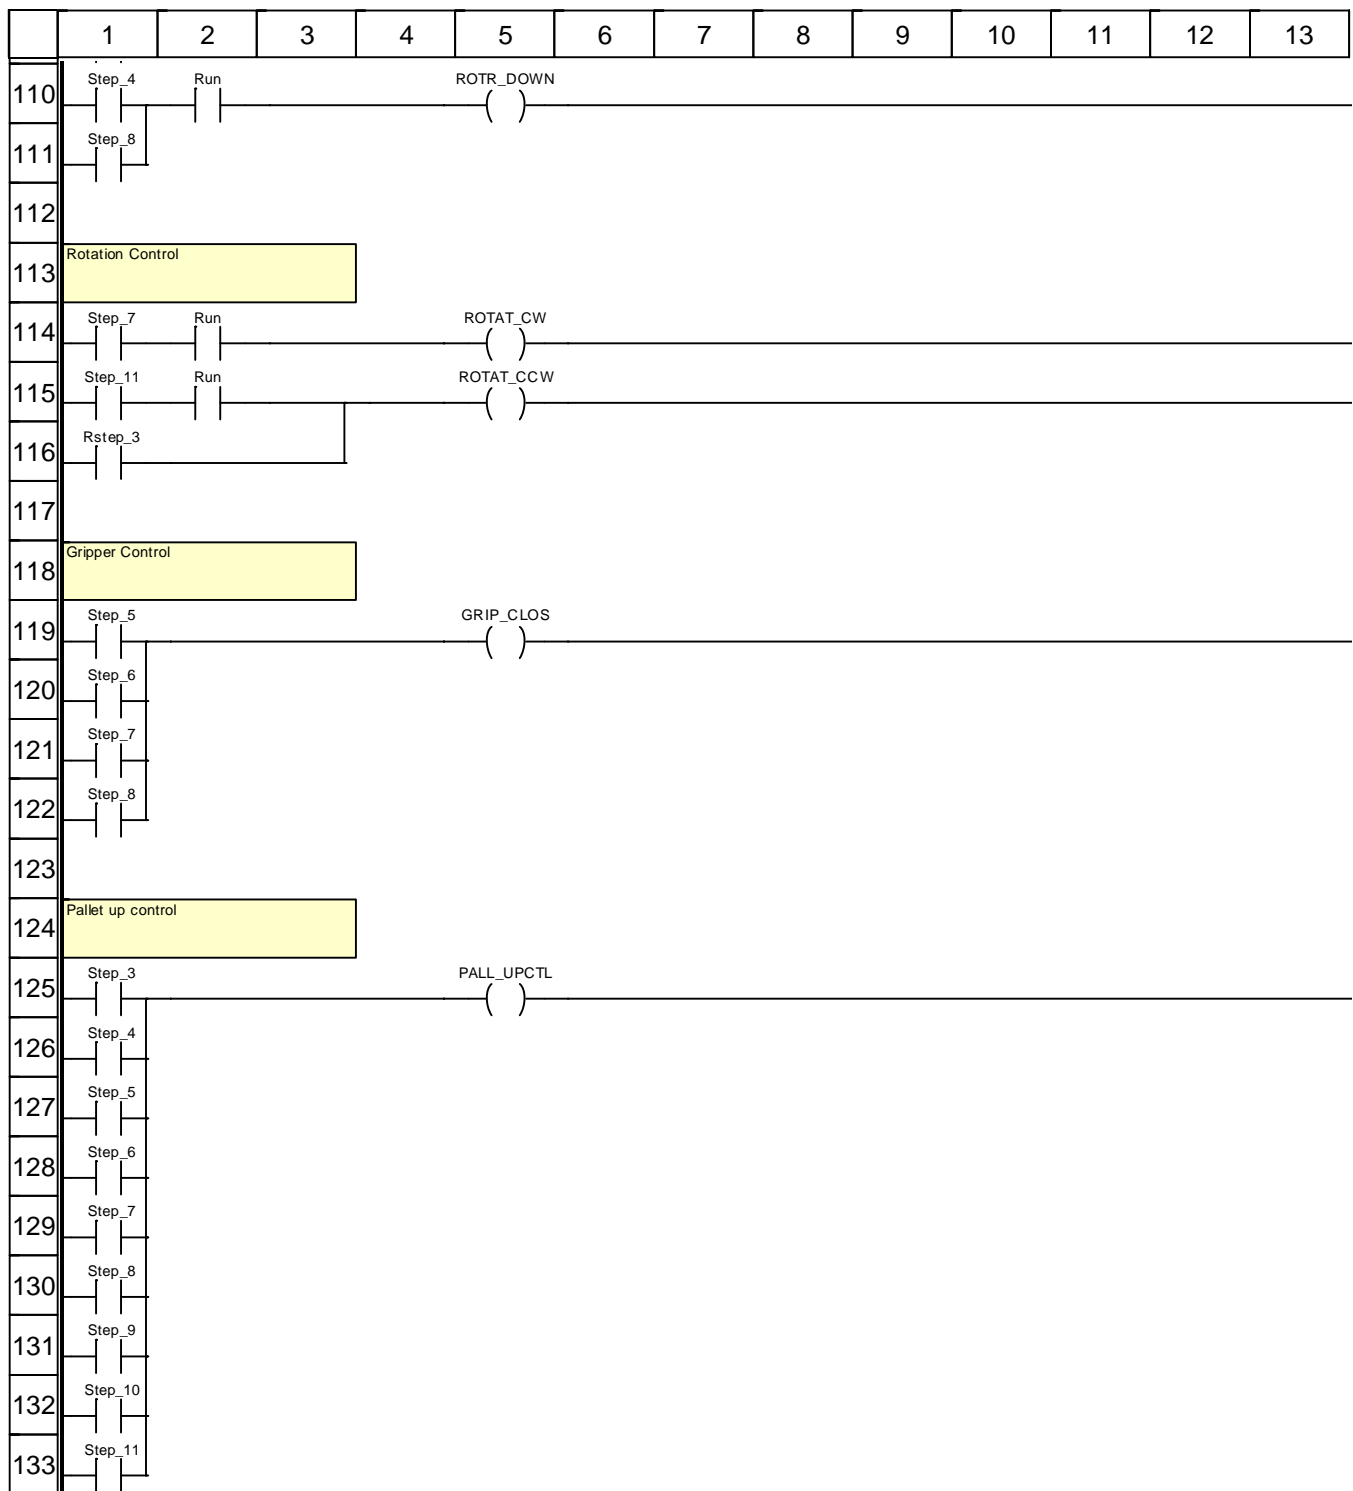 1 2 3 4 5 6 7 8 9 10 11 12 13
Step_4 Run ROTR_DOWN
110
Step_8
111
112
Rotation Control
113
Step_7 Run ROTAT_CW
114
Step_11 Run ROTAT_CCW
115
Rstep_3
116
117
Gripper Control
118
Step_5 GRIP_CLOS
119
Step_6
120
Step_7
121
Step_8
122
123
Pallet up control
124
Step_3 PALL_UPCTL
125
Step_4
126
Step_5
127
Step_6
128
Step_7
129
Step_8
130
Step_9
131
Step_10
132
Step_11
133